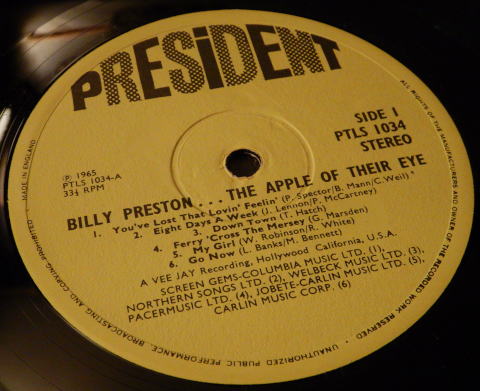 PRESiDENT
SIDE 1
PTLS 1034
STEREO
℗ 1965
PTLS 1034-A
33⅓ RPM
BILLY PRESTON ... THE APPLE OF THEIR EYE
1. You've Lost That Lovin' Feelin' (P. Spector/B. Mann/C. Weil)
2. Eight Days A Week (J. Lennon/P. McCartney)
3. Down Town (T. Hatch)
4. Ferry 'Cross The Mersey (G. Marsden)
5. My Girl (W. Robinson/R. White)
6. Go Now (L. Banks/M. Bennett)
A VEE JAY Recording, Hollywood California, U.S.A.
SCREEN GEMS-COLUMBIA MUSIC LTD. (1),
NORTHERN SONGS LTD. (2), WELBECK MUSIC LTD. (3),
PACERMUSIC LTD. (4), JOBETE-CARLIN MUSIC LTD. (5),
CARLIN MUSIC CORP. (6)
MADE IN ENGLAND
ALL RIGHTS OF THE MANUFACTURERS AND OWNER OF THE RECORDED WORK RESERVED · UNAUTHORIZED PUBLIC PERFORMANCE, BROADCASTING AND COPYING PROHIBITED